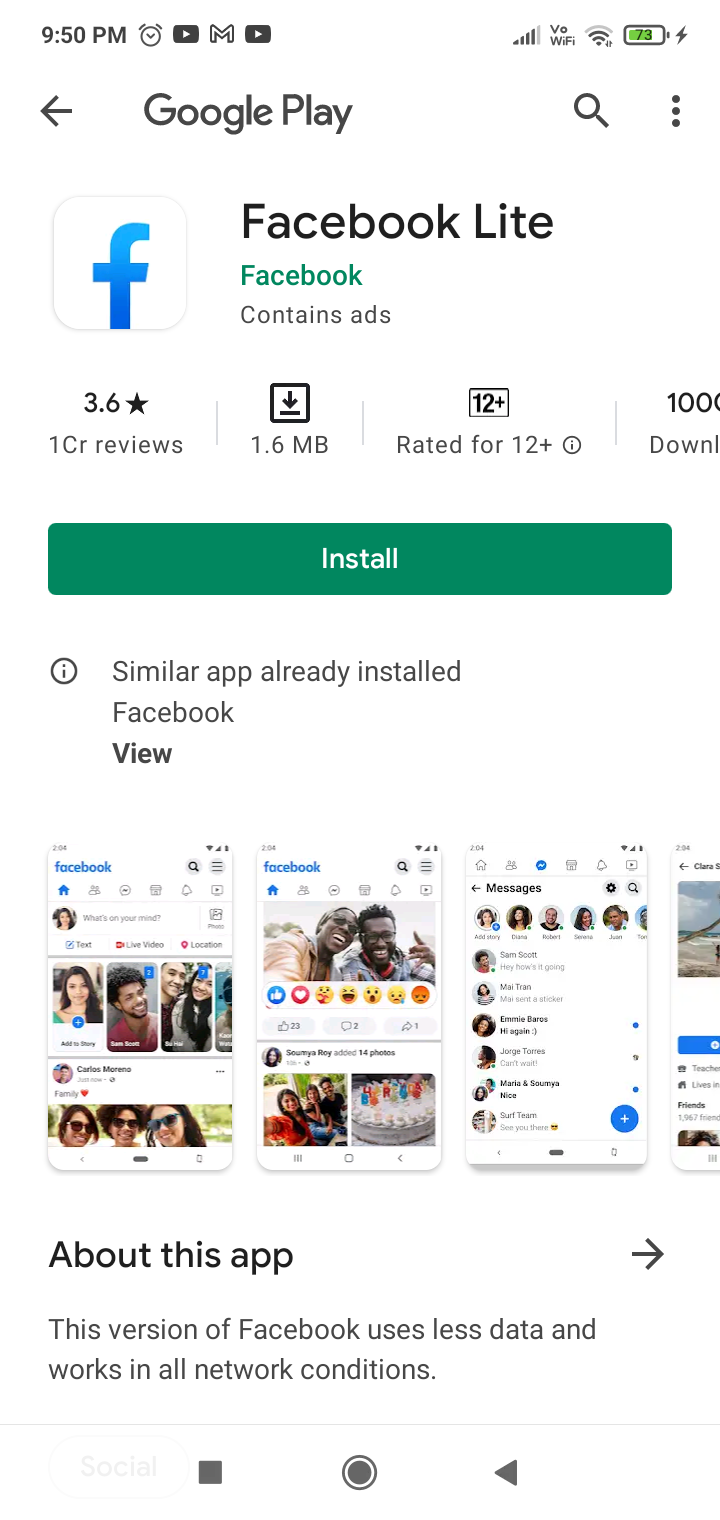 9:50 PM
Vo
WiFi
73
Google Play
Facebook Lite
Facebook
Contains ads
3.6★
1Cr reviews
1.6 MB
12+
Rated for 12+
100
Downl
Install
Similar app already installed
Facebook
View
2:04
facebook
What's on your mind?
Photo
Text
Live Video
Location
2
7
Add to Story
Sam Scott
Su Hai
Carlos Moreno
Just now
Family
2:04
facebook
23
2
1
Soumya Roy added 14 photos
10h
2:04
Messages
Add story
Diana
Robert
Serena
Juan
Sam Scott
Hey how's it going
Mai Tran
Mai sent a sticker
Emmie Baros
Hi again :)
Jorge Torres
Can't wait!
Maria & Soumya
Nice
Surf Team
See you there
2:04
Clara S
Teacher
Lives in
Friends
1,967 friend
About this app
This version of Facebook uses less data and
works in all network conditions.
Social